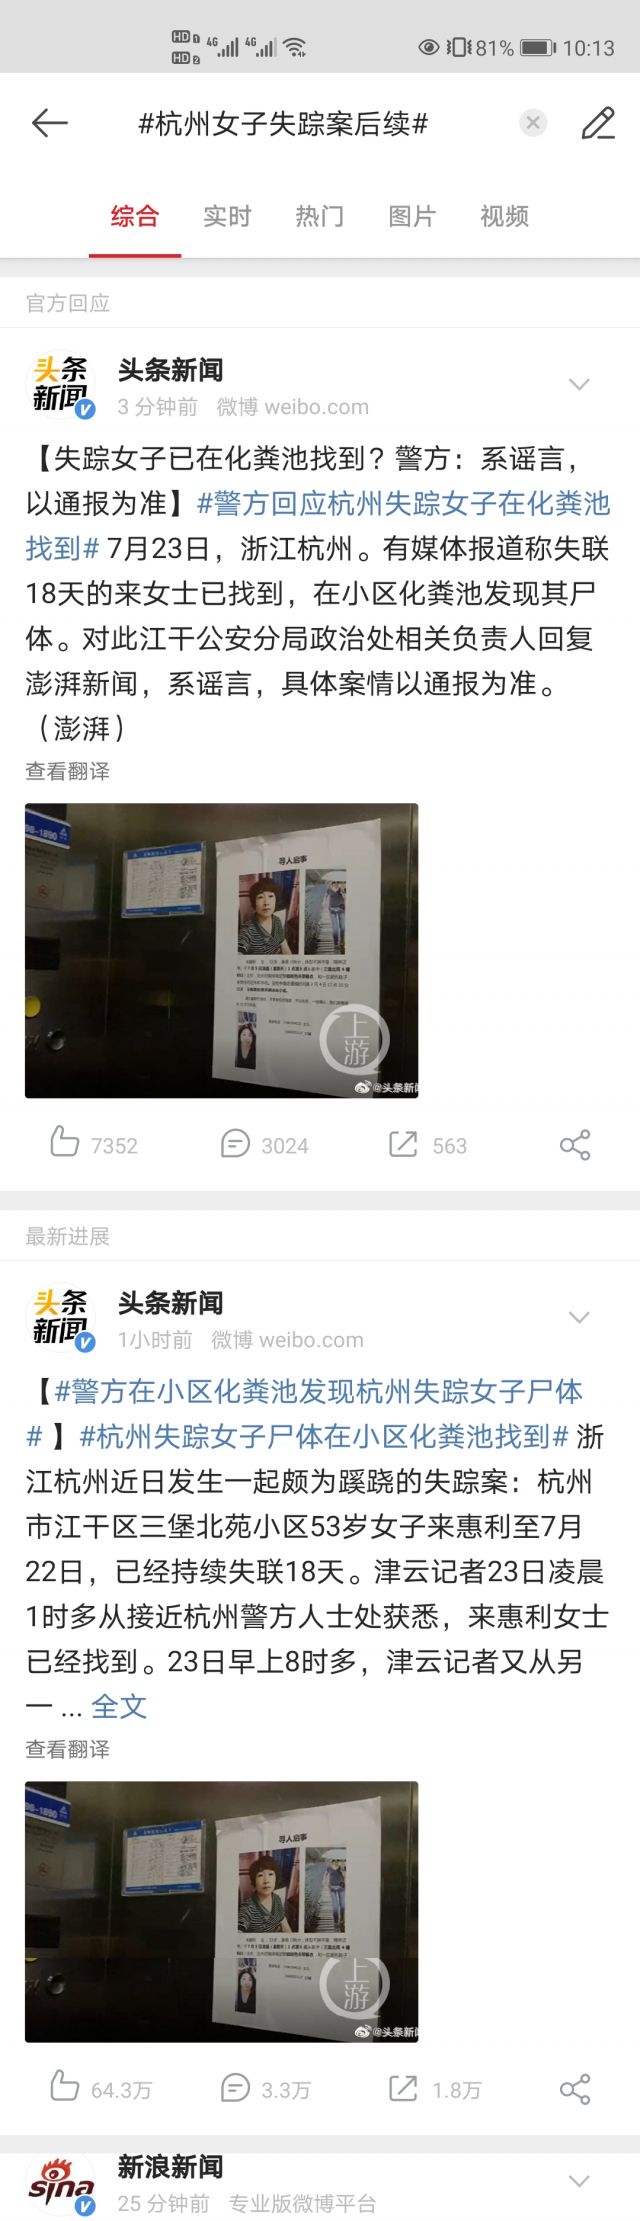 HD 1 4G 4G 81% 10:13
HD 2
#杭州女子失踪案后续#
综合 实时 热门 图片 视频
官方回应
头条新闻
头条
新闻
3 分钟前 微博 weibo.com
【失踪女子已在化粪池找到？警方：系谣言，
以通报为准】#警方回应杭州失踪女子在化粪池
找到# 7月23日，浙江杭州。有媒体报道称失联
18天的来女士已找到，在小区化粪池发现其尸
体。对此江干公安分局政治处相关负责人回复
澎湃新闻，系谣言，具体案情以通报为准。
（澎湃）
查看翻译
寻人启事
上游
@头条新闻
7352 3024 563
最新进展
头条新闻
头条
新闻
1小时前 微博 weibo.com
【#警方在小区化粪池发现杭州失踪女子尸体
# 】#杭州失踪女子尸体在小区化粪池找到# 浙
江杭州近日发生一起颇为蹊跷的失踪案：杭州
市江干区三堡北苑小区53岁女子来惠利至7月
22日，已经持续失联18天。津云记者23日凌晨
1时多从接近杭州警方人士处获悉，来惠利女士
已经找到。23日早上8时多，津云记者又从另
一 ... 全文
查看翻译
寻人启事
上游
@头条新闻
64.3万 3.3万 1.8万
新浪新闻
sina
25 分钟前 专业版微博平台